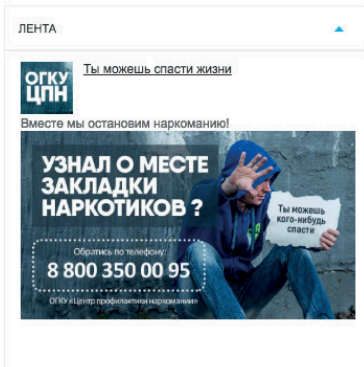 ЛЕНТА
ОГКУ
ЦПН
Ты можешь спасти жизни
Вместе мы остановим наркоманию!
УЗНАЛ О МЕСТЕ
ЗАКЛАДКИ
НАРКОТИКОВ ?
Ты можешь
кого-нибудь
спасти
Обратись по телефону:
8 800 350 00 95
ОГКУ «Центр профилактики наркомании»